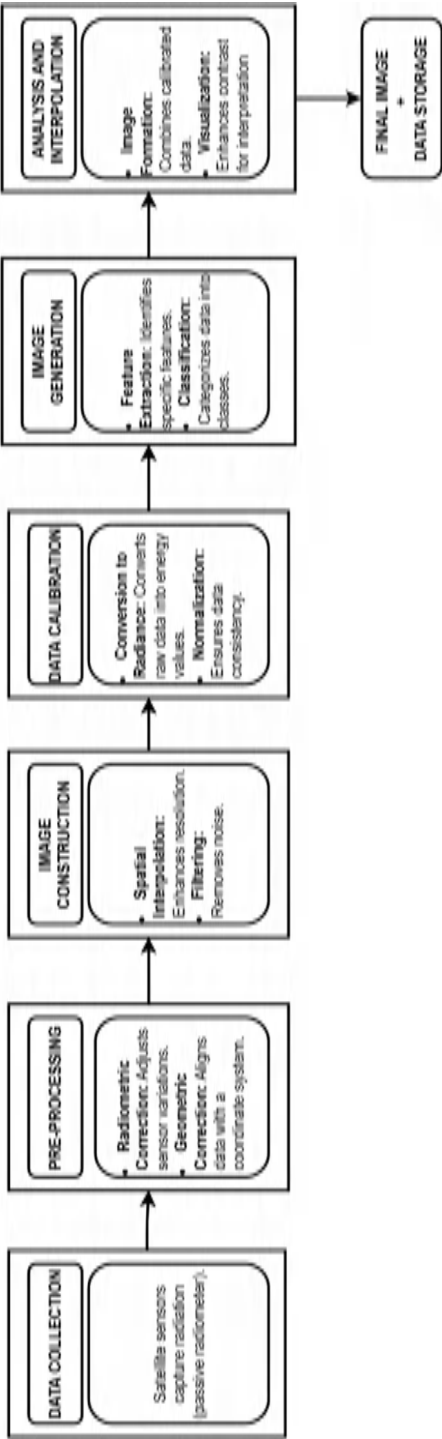 DATA COLLECTION
Satellite sensors
capture radiation
(passive radiometer).
PRE-PROCESSING
• Radiometric
Correction: Adjusts
sensor variations.
• Geometric
Correction: Aligns
data with a
coordinate system.
IMAGE
CONSTRUCTION
• Spatial
Interpolation:
Enhances resolution.
• Filtering:
Removes noise.
DATA CALIBRATION
• Conversion to
Radiance: Converts
raw data into energy
values.
• Normalization:
Ensures data
consistency.
IMAGE
GENERATION
• Feature
Extraction: Identifies
specific features.
• Classification:
Categorizes data into
classes.
ANALYSIS AND
INTERPOLATION
• Image
Formation:
Combines calibrated
data.
• Visualization:
Enhances contrast
for interpretation
FINAL IMAGE
+
DATA STORAGE